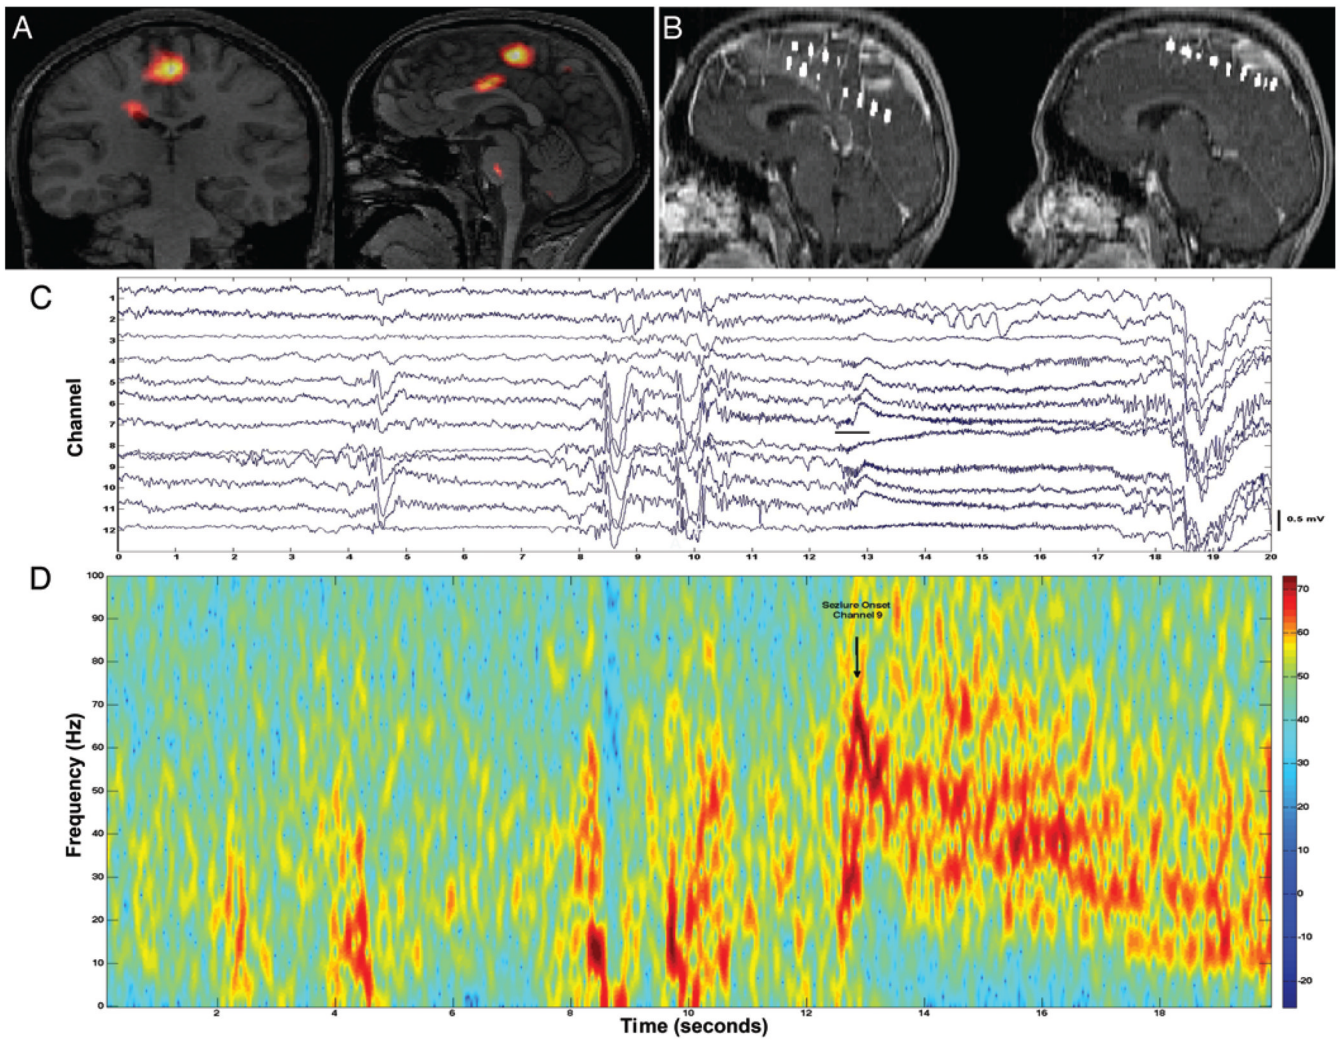 A
B
C
Channel
1
2
3
4
5
6
7
8
9
10
11
12
0 1 2 3 4 5 6 7 8 9 10 11 12 13 14 15 16 17 18 19 20
0.5 mV
D
Frequency (Hz)
100
90
80
70
60
50
40
30
20
10
0
Sezlure Onset
Channel 9
2 4 6 8 10 12 14 16 18
Time (seconds)
70
60
50
40
30
20
10
0
-10
-20